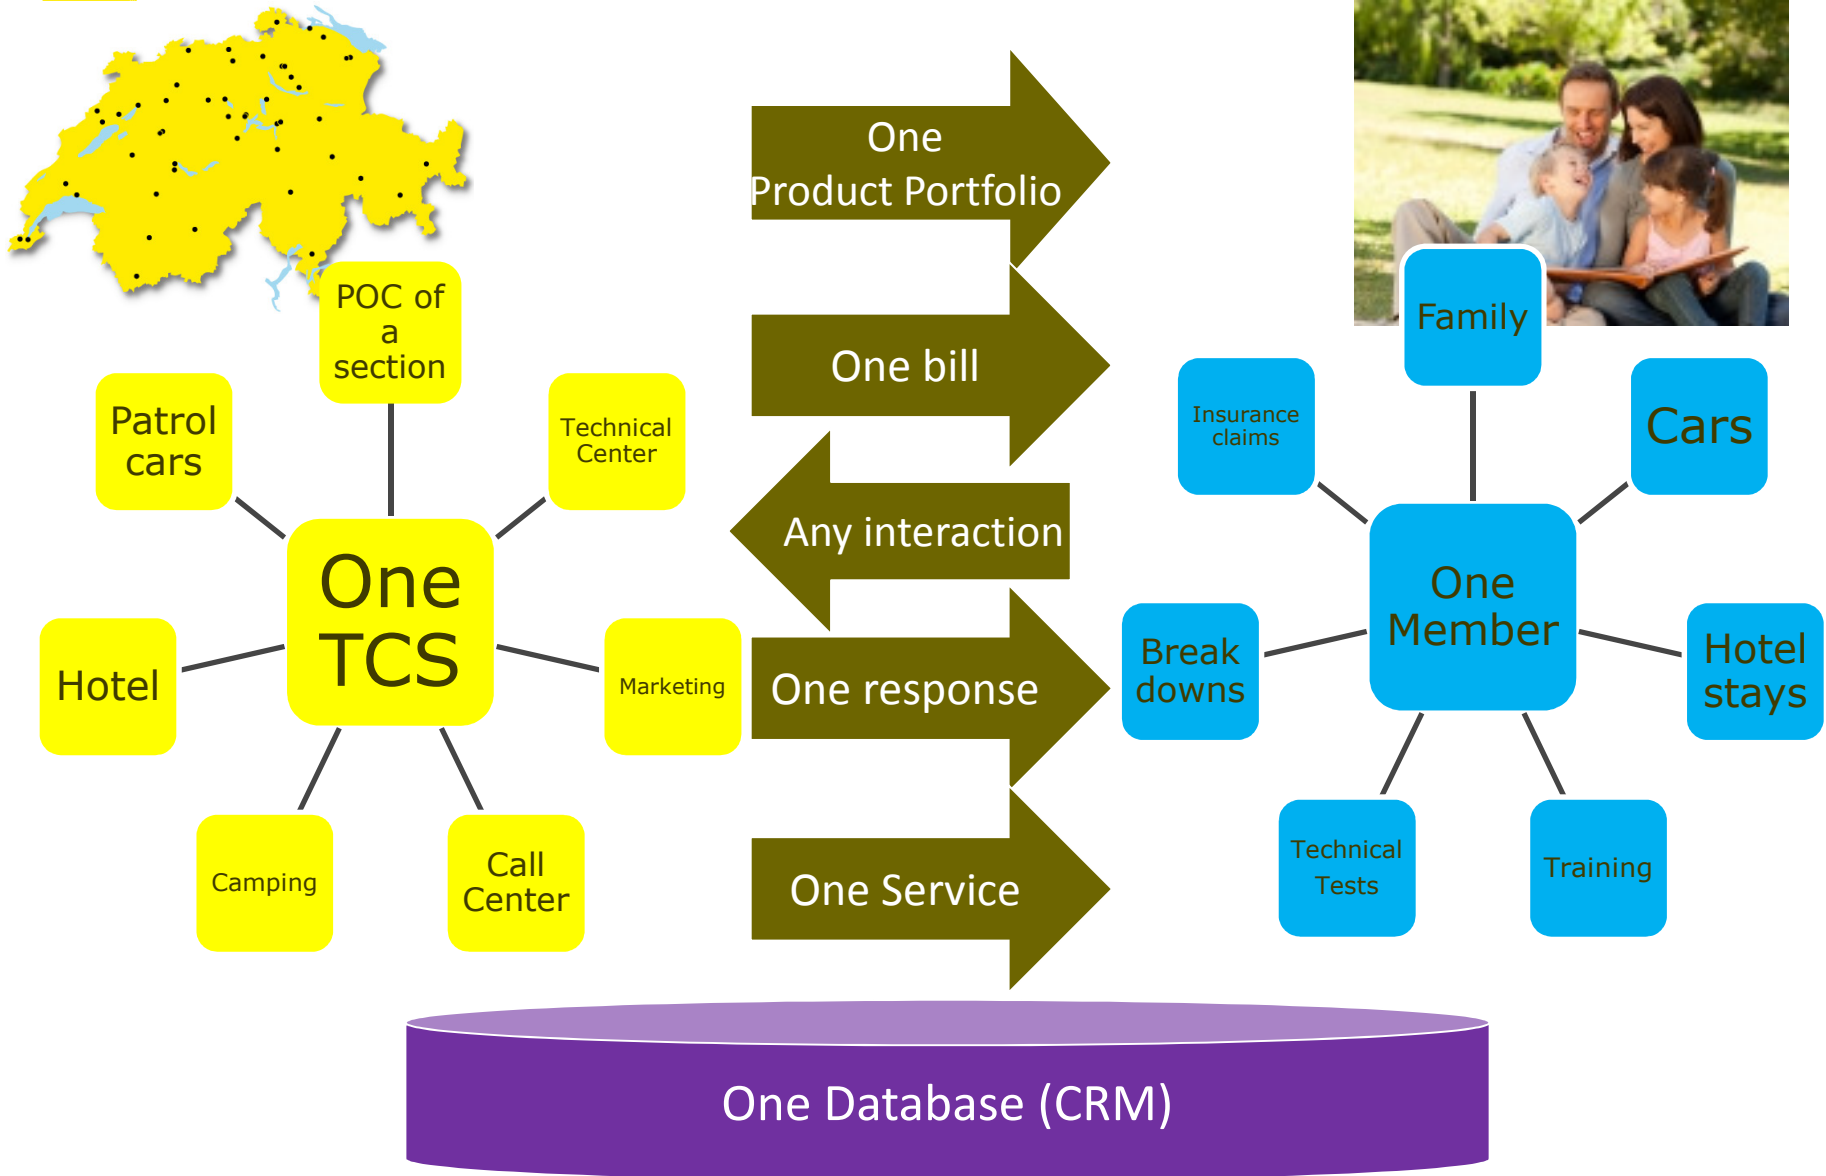 POC of
a
section
Patrol
cars
Technical
Center
One
TCS
Hotel
Marketing
Camping
Call
Center
One
Product Portfolio
One bill
Any interaction
One response
One Service
Family
Insurance
claims
Cars
One
Member
Break
downs
Hotel
stays
Technical
Tests
Training
One Database (CRM)